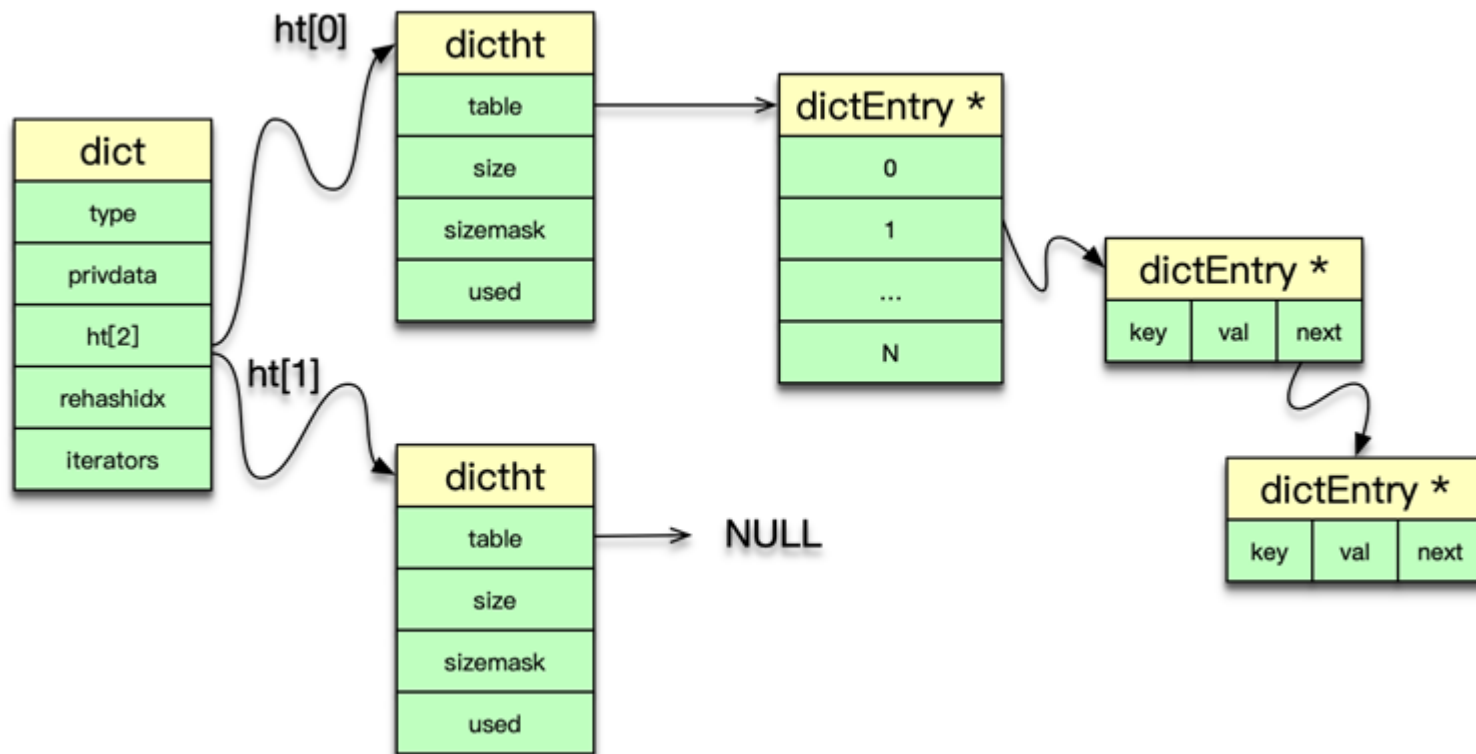 ht[0]
dictht
table
size
sizemask
used
dict
type
privdata
ht[2]
rehashidx
iterators
dictEntry *
0
1
...
N
dictEntry *
key val next
dictEntry *
key val next
ht[1]
dictht
table
size
sizemask
used
NULL